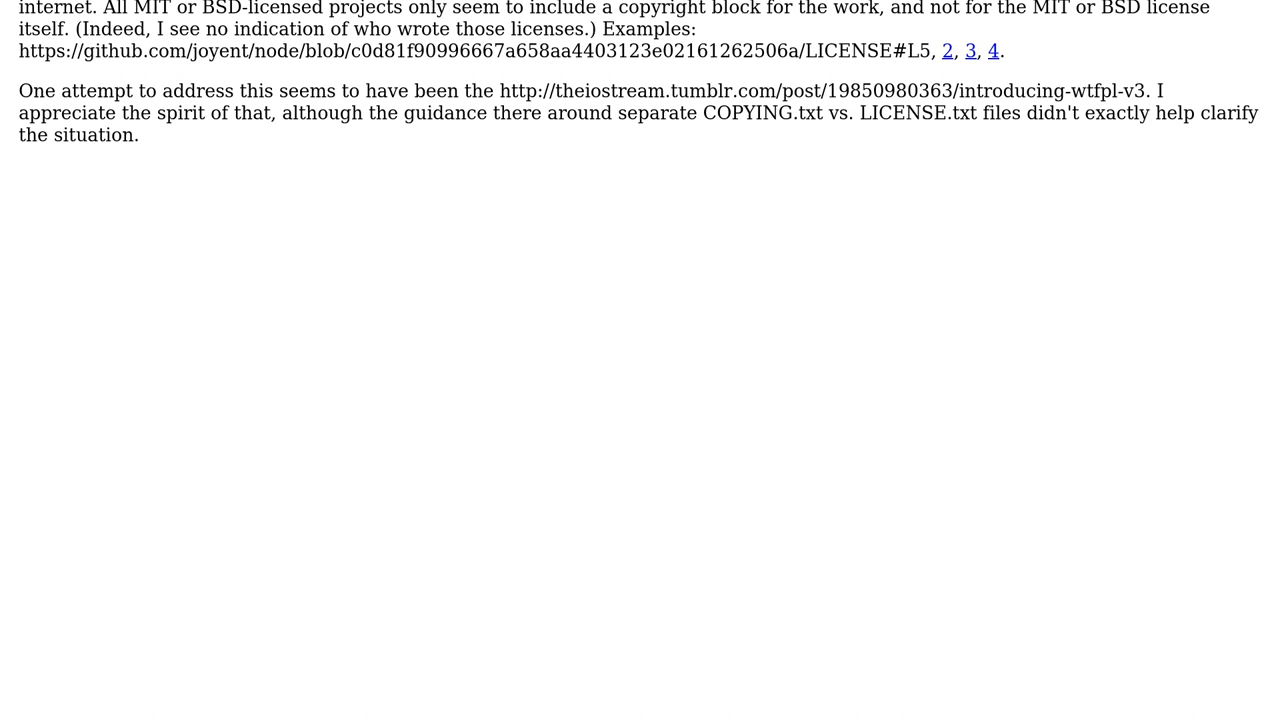 internet. All MIT or BSD-licensed projects only seem to include a copyright block for the work, and not for the MIT or BSD license
itself. (Indeed, I see no indication of who wrote those licenses.) Examples:
https://github.com/joyent/node/blob/c0d81f90996667a658aa4403123e02161262506a/LICENSE#L5, 2, 3, 4.
One attempt to address this seems to have been the http://theiostream.tumblr.com/post/19850980363/introducing-wtfpl-v3. I
appreciate the spirit of that, although the guidance there around separate COPYING.txt vs. LICENSE.txt files didn't exactly help clarify
the situation.